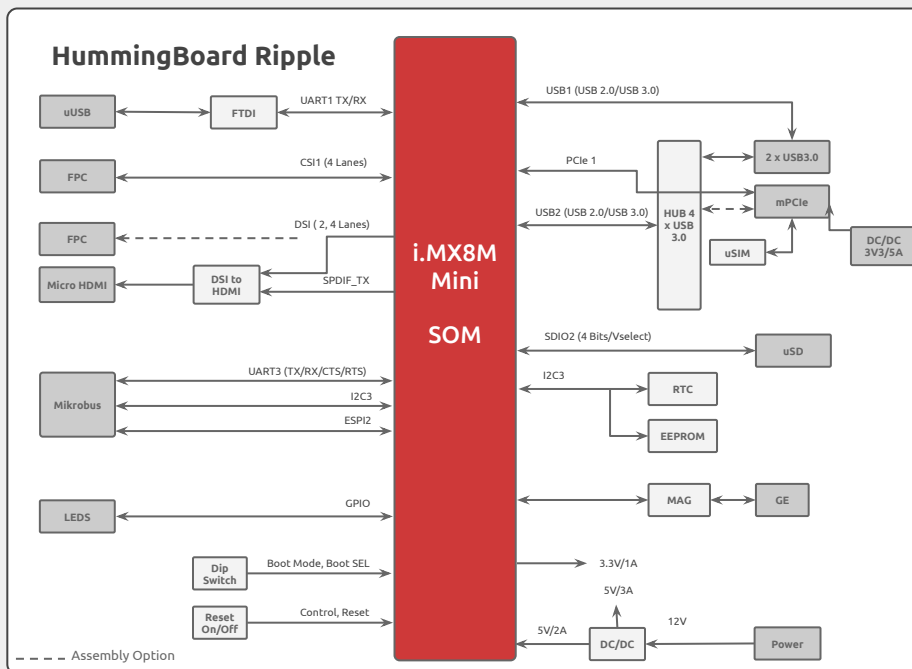 HummingBoard Ripple
uUSB
FTDI
UART1 TX/RX
FPC
CSI1 (4 Lanes)
FPC
DSI ( 2, 4 Lanes)
Micro HDMI
DSI to
HDMI
SPDIF_TX
Mikrobus
UART3 (TX/RX/CTS/RTS)
I2C3
ESPI2
LEDS
GPIO
Dip
Switch
Boot Mode, Boot SEL
Reset
On/Off
Control, Reset
Assembly Option
i.MX8M
Mini
SOM
USB1 (USB 2.0/USB 3.0)
PCIe 1
USB2 (USB 2.0/USB 3.0)
HUB 4
x USB
3.0
2 x USB3.0
mPCIe
uSIM
DC/DC
3V3/5A
SDIO2 (4 Bits/Vselect)
uSD
I2C3
RTC
EEPROM
MAG
GE
3.3V/1A
5V/3A
5V/2A
DC/DC
12V
Power